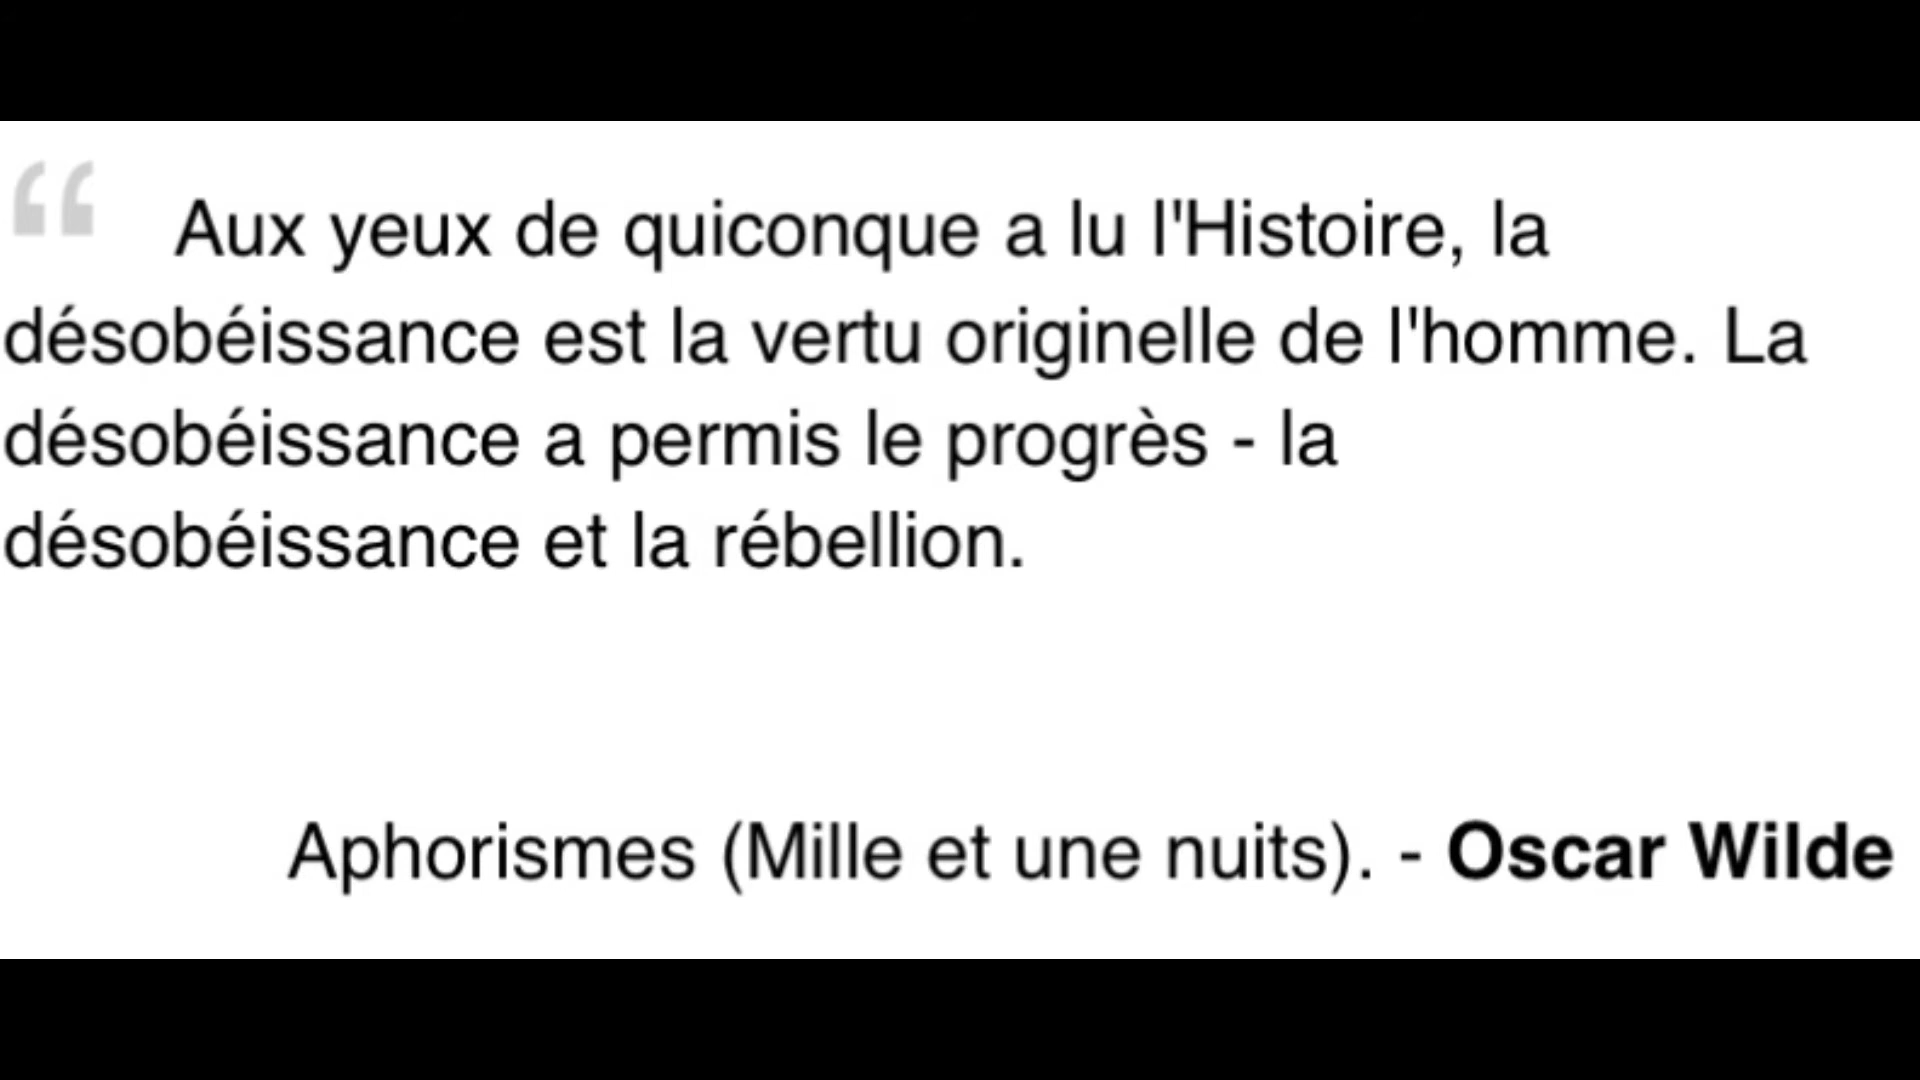 “ Aux yeux de quiconque a lu l'Histoire, la
désobéissance est la vertu originelle de l'homme. La
désobéissance a permis le progrès - la
désobéissance et la rébellion.
Aphorismes (Mille et une nuits). - Oscar Wilde